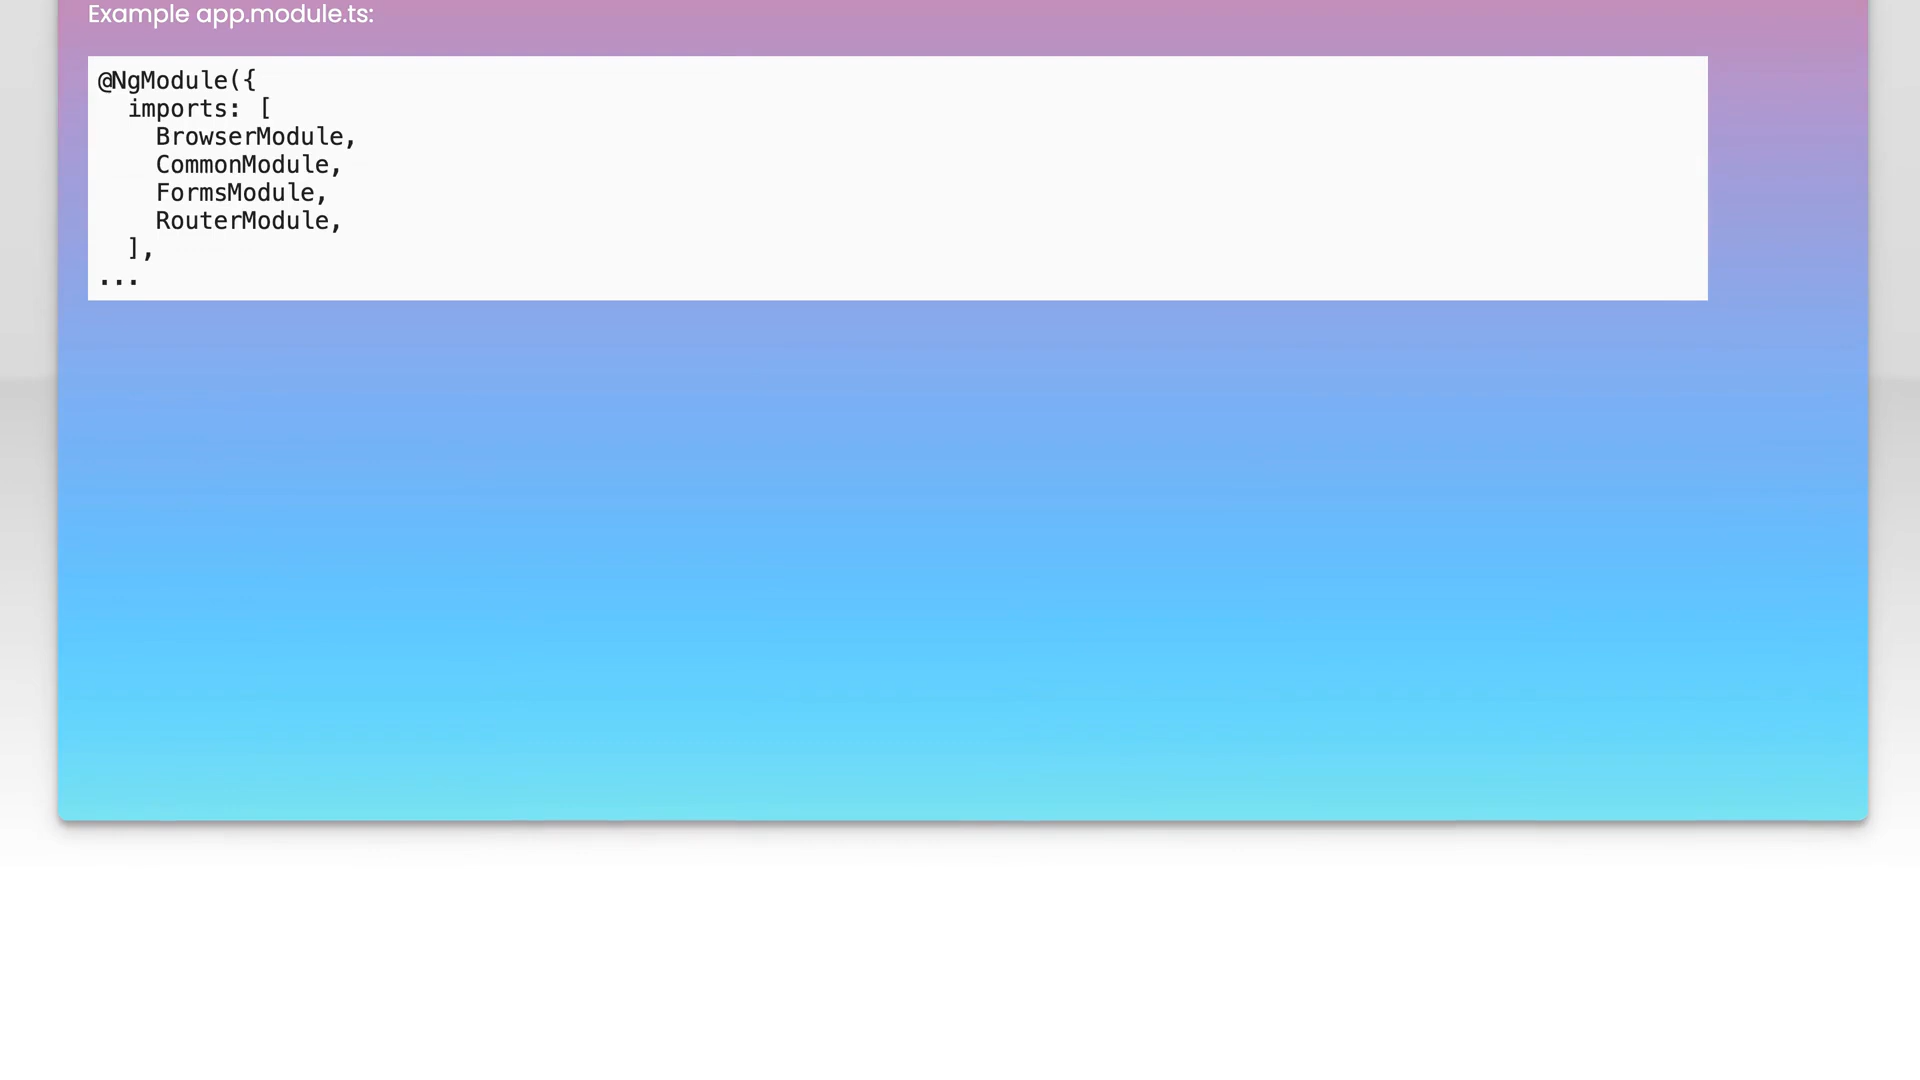 Example app.module.ts:
@NgModule({
  imports: [
    BrowserModule,
    CommonModule,
    FormsModule,
    RouterModule,
  ],
...